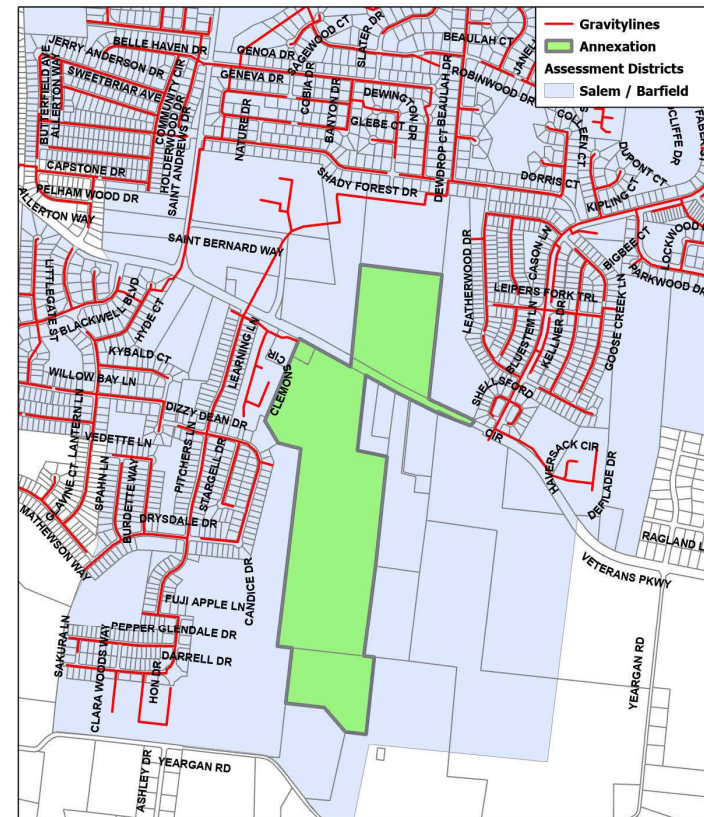 Gravitylines
Annexation
Assessment Districts
Salem / Barfield
BELLE HAVEN DR
JERRY ANDERSON DR
SWEETBRIAR AVE
BUTTERFIELD AVE
ALLERTON WAY
COMMUNITY CIR
HOLDERWOOD DR
SAINT ANDREWS DR
CAPSTONE DR
PELHAM WOOD DR
ALLERTON WAY
GENOA DR
SAGEWOOD CT
SLATER DR
GENEVA DR
COBIA DR
BANYON DR
NATURE DR
DEWINGTON DR
GLEBE CT
BEAULAH CT
BEAULAH DR
DEWDROP CT
ROBINWOOD DR
COLLEEN CT
DUPONT CT
DORRIS CT
KIPLING CT
BIGBEE CT
PARKWOOD DR
SHADY FOREST DR
SAINT BERNARD WAY
LEATHERWOOD DR
CASON LN
LEIPERS FORK TRL
BLUESTEM LN
KELLNER DR
GOOSE CREEK LN
LITTLEGATE ST
BLACKWELL BLVD
HYDE CT
KYBALD CT
LEARNING LN
CLEMONS
CIR
WILLOW BAY LN
DIZZY DEAN DR
LANTERN LN
VEDETTE LN
PITCHERS LN
STARGELL DR
GLAVINE CT
SPAHN LN
BURDETTE WAY
DRYSDALE DR
MATHEWSON WAY
SHELLSFORD
CIR
HAVERSACK CIR
DEFILADE DR
VETERANS PKWY
CANDICE DR
FUJI APPLE LN
PEPPER GLENDALE DR
DARRELL DR
SAKURA LN
CLARA WOODS WAY
HON DR
YEARGAN RD
ASHLEY DR
YEARGAN RD